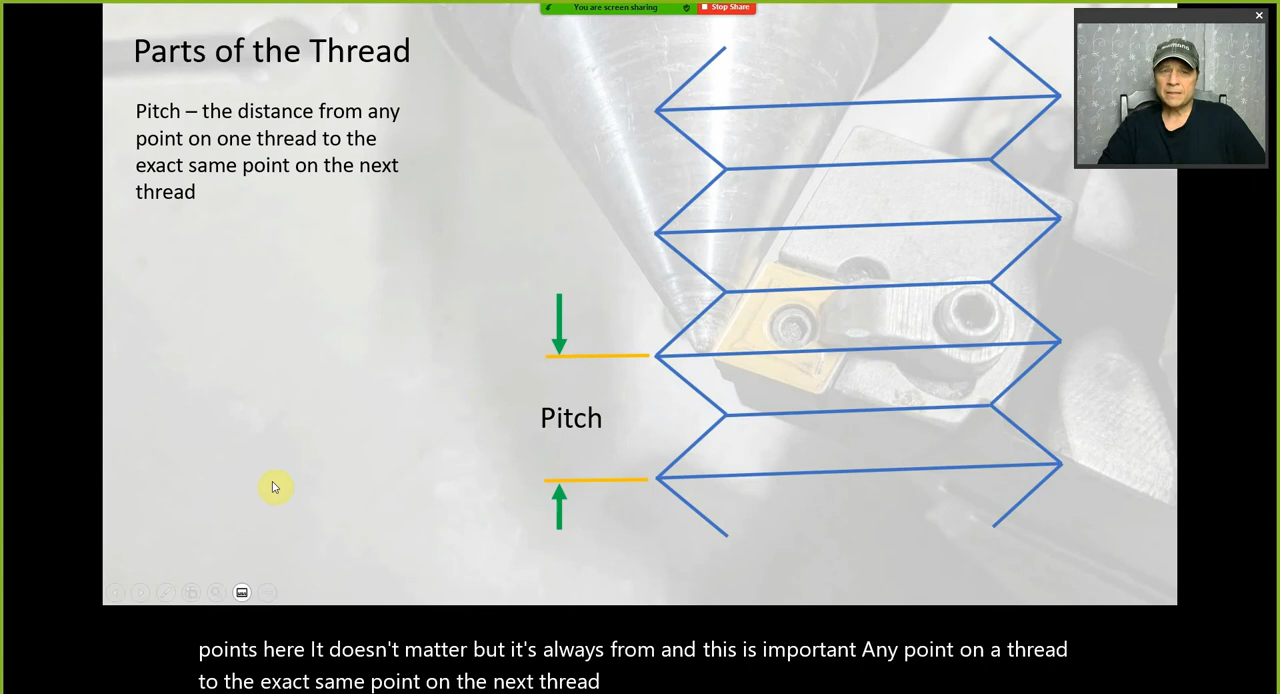 You are screen sharing
Stop Share
Parts of the Thread
Pitch – the distance from any
point on one thread to the
exact same point on the next
thread
Pitch
points here It doesn't matter but it's always from and this is important Any point on a thread
to the exact same point on the next thread